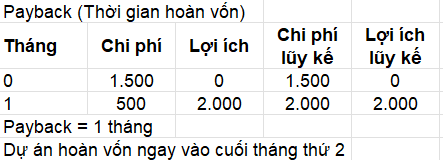 Payback (Thời gian hoàn vốn)
Tháng Chi phí Lợi ích Chi phí lũy kế Lợi ích lũy kế
0 1.500 0 1.500 0
1 500 2.000 2.000 2.000
Payback = 1 tháng
Dự án hoàn vốn ngay vào cuối tháng thứ 2